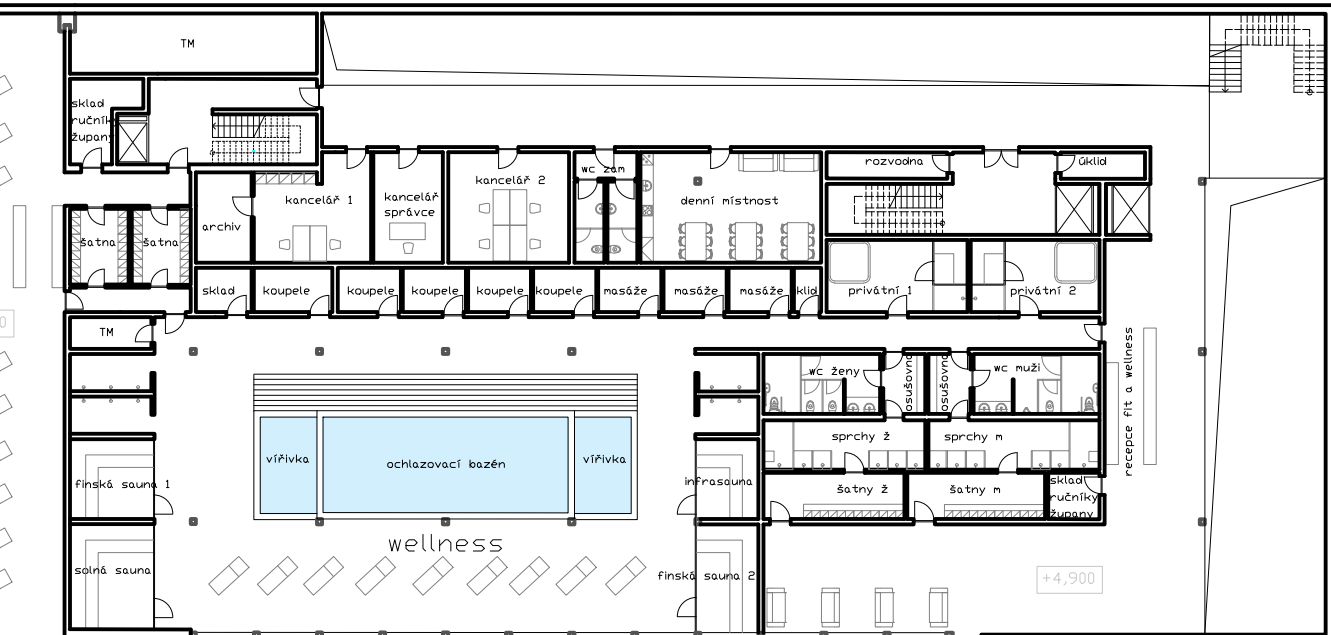 TM
sklad
ručníky
župany
kancelář 1
kancelář
správce
kancelář 2
wc zam
denní místnost
rozvodna
úklid
archiv
šatna
šatna
sklad
koupele
koupele
koupele
koupele
koupele
masáže
masáže
masáže
klid
privátní 1
privátní 2
TM
wc ženy
osušovna
osušovna
wc muži
recepce fit a wellness
sprchy ž
sprchy m
vířivka
ochlazovací bazén
vířivka
finská sauna 1
infrasauna
šatny ž
šatny m
sklad
ručníky
župany
wellness
solná sauna
finská sauna 2
+4,900